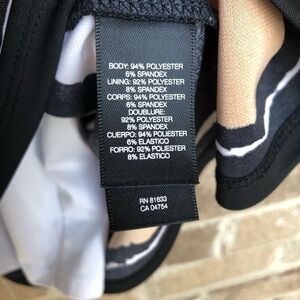 BODY: 94% POLYESTER
6% SPANDEX
LINING: 92% POLYESTER
8% SPANDEX
CORPS: 94% POLYESTER
6% SPANDEX
DOUBLURE:
92% POLYESTER
8% SPANDEX
CUERPO: 94% POLIESTER
6% ELASTICO
FORRO: 92% POLIESTER
8% ELASTICO
RN 81633
CA 04754